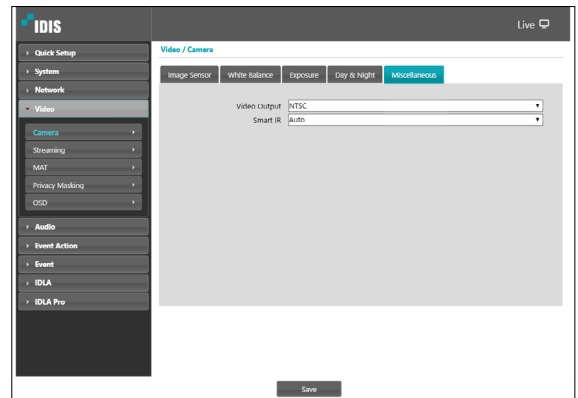 IDIS
Live
Quick Setup
System
Network
Video
Camera
Streaming
MAT
Privacy Masking
OSD
Audio
Event Action
Event
IDLA
IDLA Pro
Video / Camera
Image Sensor White Balance Exposure Day & Night Miscellaneous
Video Output NTSC
Smart IR Auto
Save